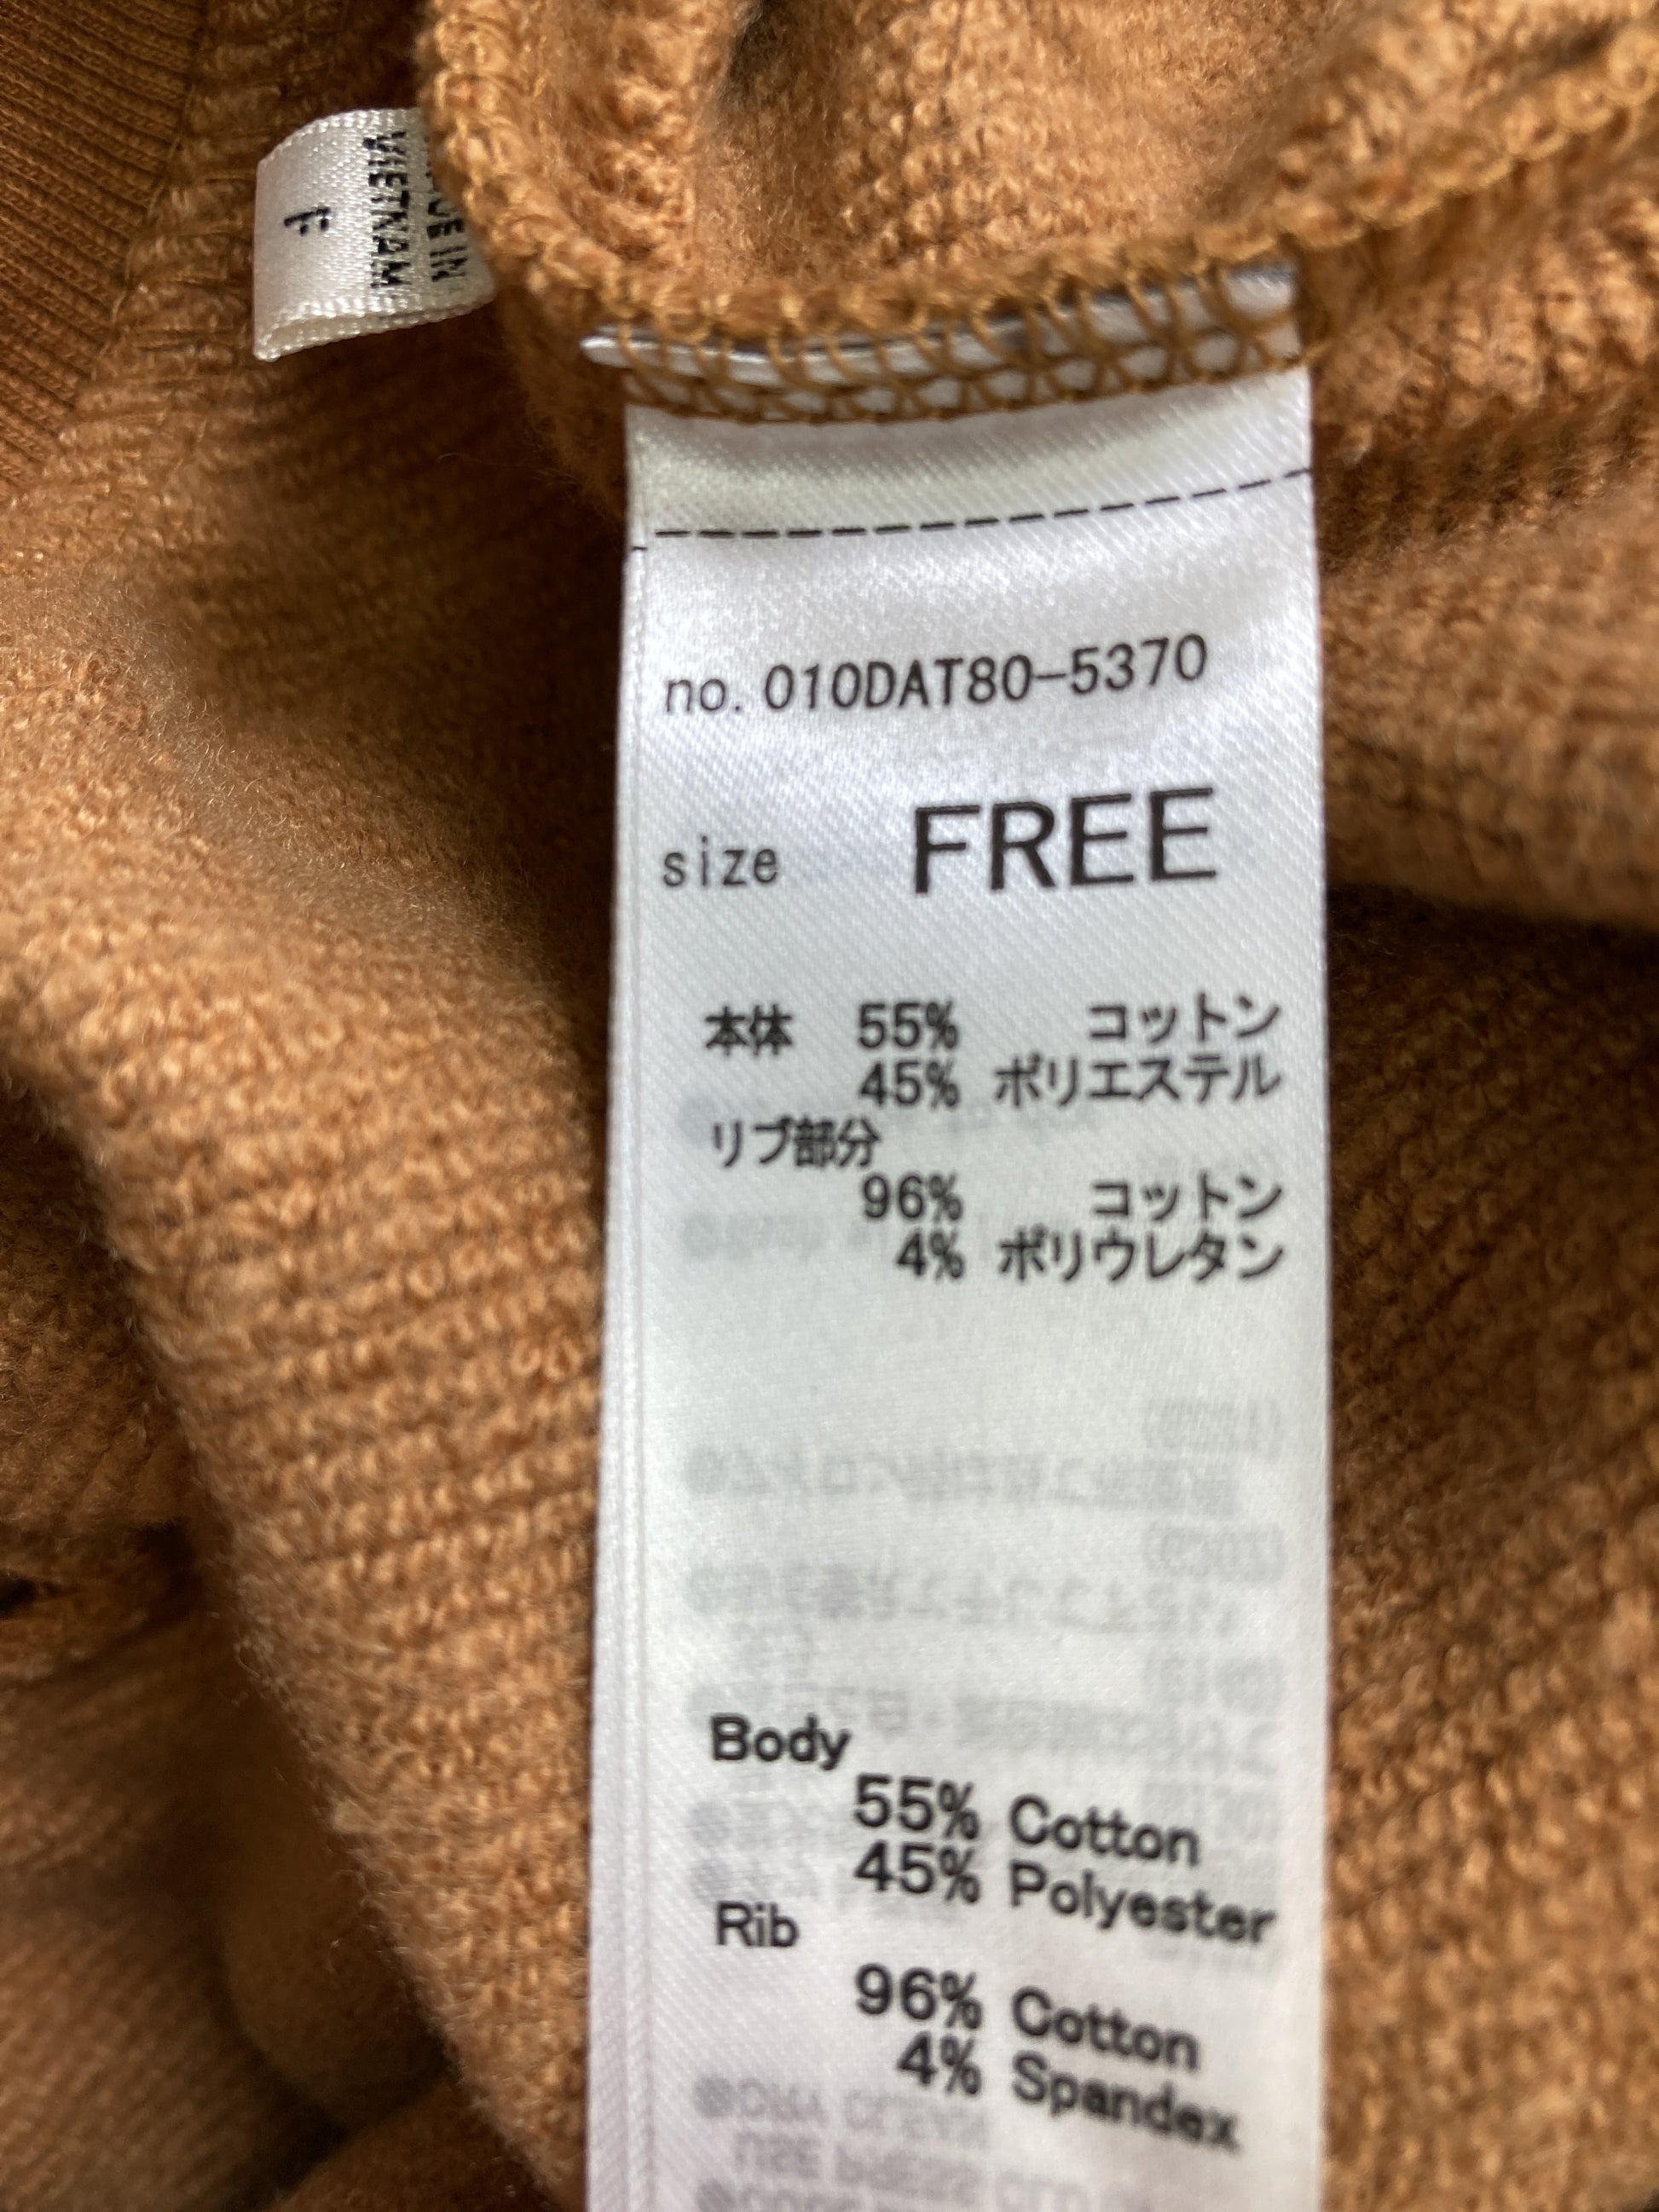 MADE IN
VIETNAM
F
no. 010DAT80-5370
size FREE
本体 55% コットン
45% ポリエステル
リブ部分
96% コットン
4% ポリウレタン
Body
55% Cotton
45% Polyester
Rib
96% Cotton
4% Spandex